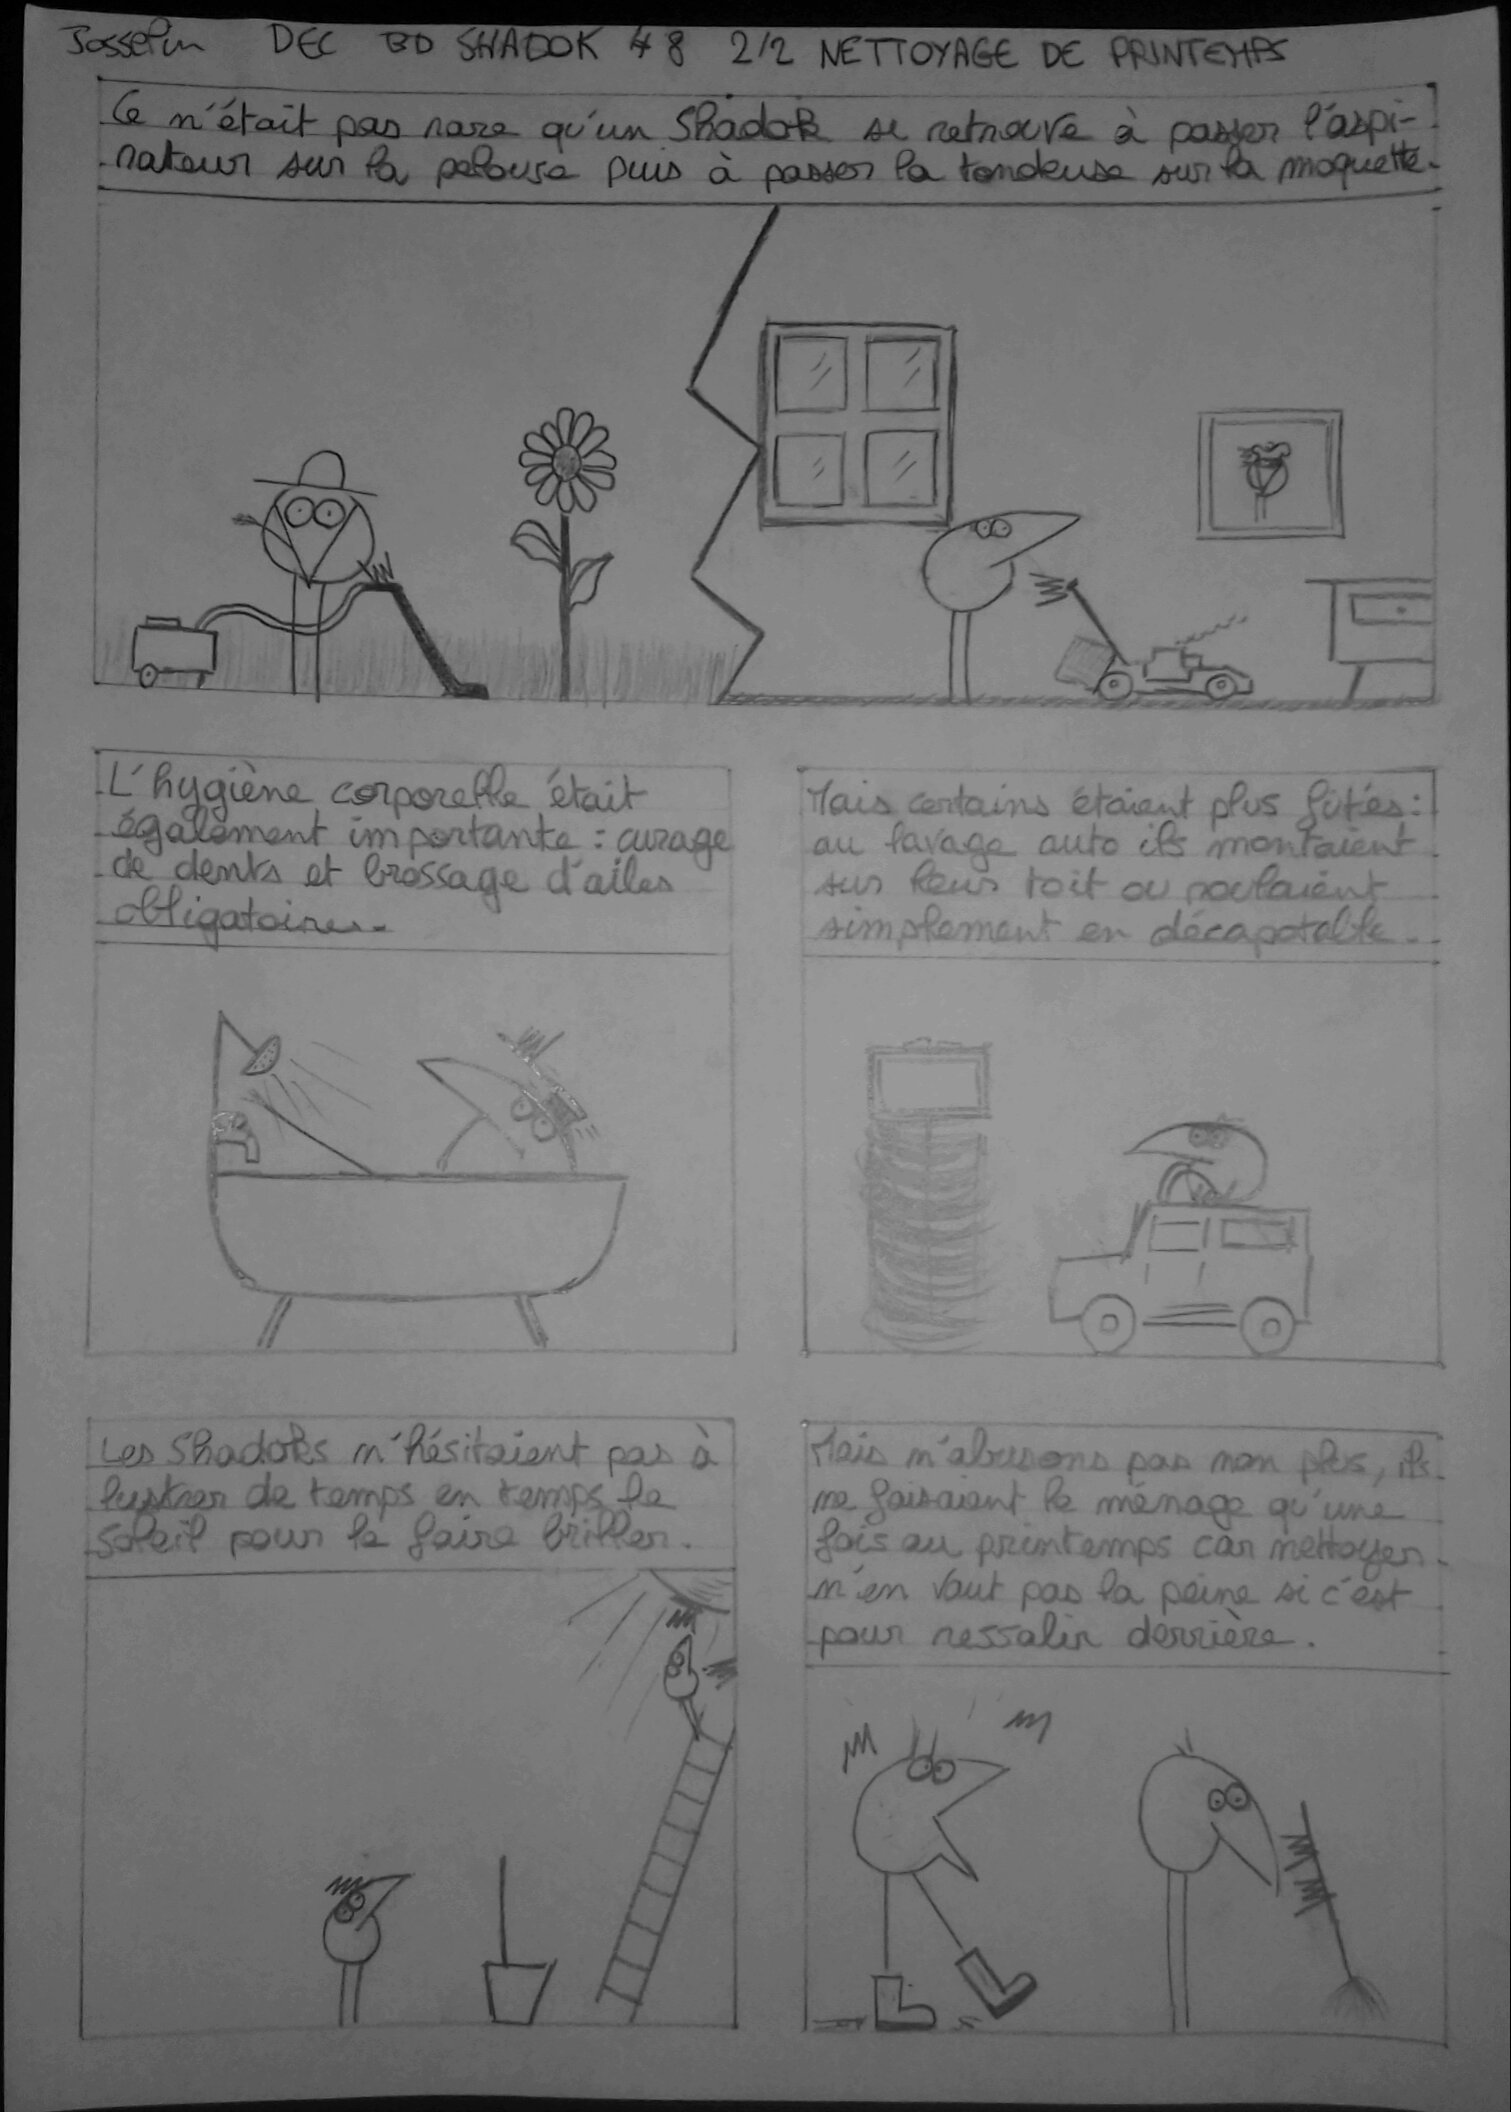 Josselin DEC BD SHADOK #8 2/2 NETTOYAGE DE PRINTEMPS
Ce n'était pas rare qu'un Shadok se retrouve à passer l'aspi-
rateur sur la pelouse puis à passer la tondeuse sur la moquette.
L'hygiène corporelle était
également importante : curage
de dents et brossage d'ailes
obligatoires.
Mais certains étaient plus futés :
au lavage auto ils montaient
sur leur toit ou roulaient
simplement en décapotable.
Les Shadoks n'hésitaient pas à
lustrer de temps en temps le
soleil pour le faire briller.
Mais n'abusons pas non plus, ils
ne faisaient le ménage qu'une
fois au printemps car nettoyer
n'en vaut pas la peine si c'est
pour ressalir derrière.